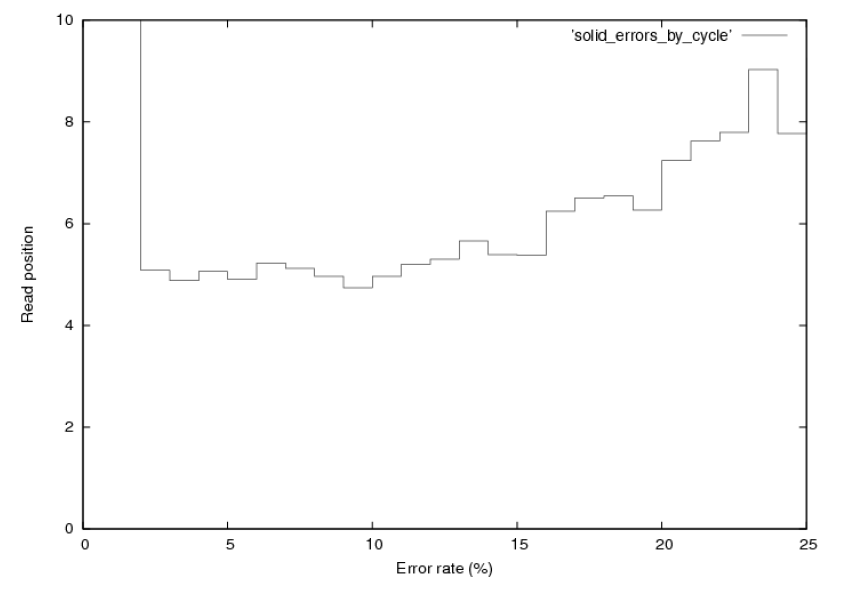 10
'solid_errors_by_cycle'
8
6
Read position
4
2
0
0 5 10 15 20 25
Error rate (%)